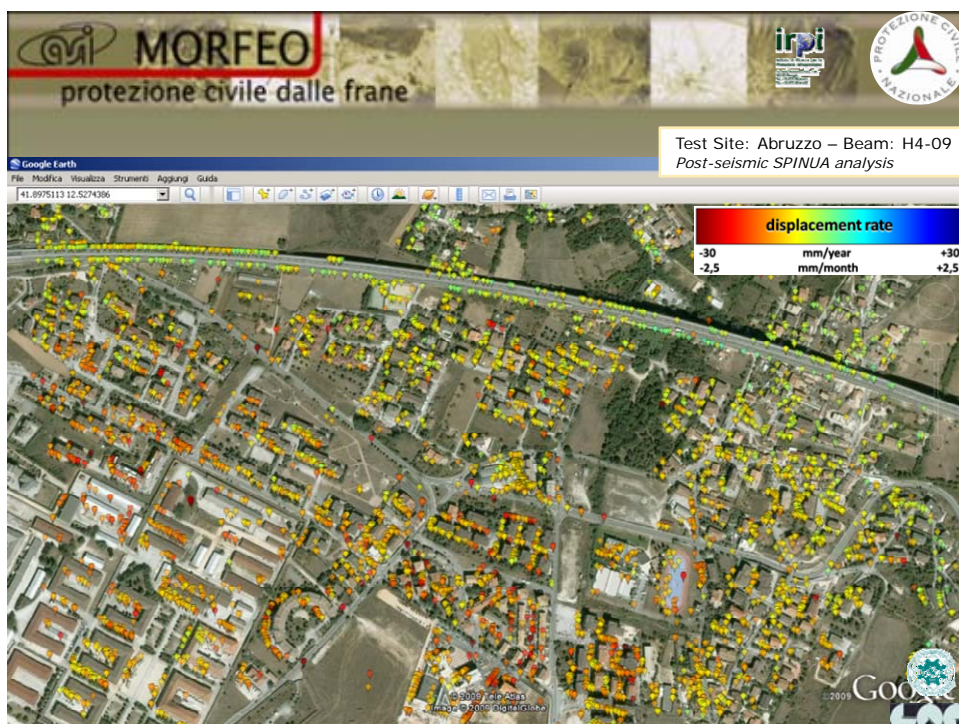 asi MORFEO
protezione civile dalle frane
irpi
PROTEZIONE CIVILE
NAZIONALE
Test Site: Abruzzo – Beam: H4-09
Post-seismic SPINUA analysis
Google Earth
File Modifica Visualizza Strumenti Aggiungi Guida
41.8975113 12.5274386
displacement rate
-30 mm/year +30
-2,5 mm/month +2,5
© 2009 Tele Atlas
Image © 2009 DigitalGlobe
©2009 Google